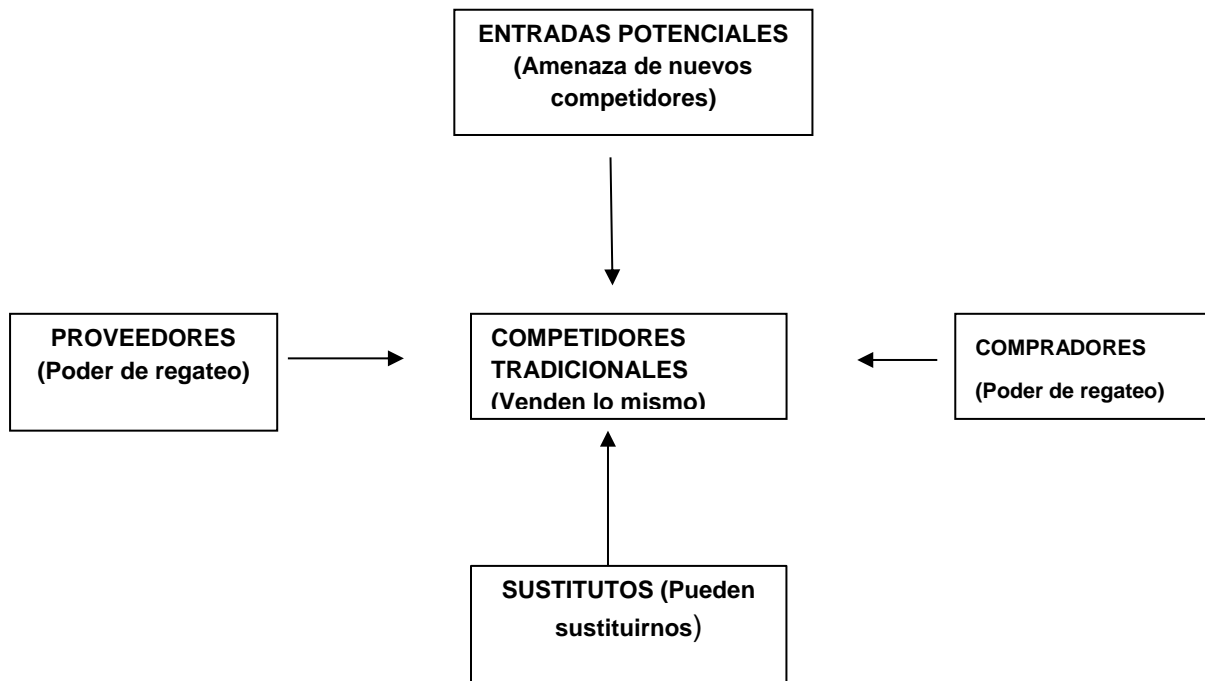 ENTRADAS POTENCIALES
(Amenaza de nuevos
competidores)
PROVEEDORES
(Poder de regateo)
COMPETIDORES
TRADICIONALES
(Venden lo mismo)
COMPRADORES
(Poder de regateo)
SUSTITUTOS (Pueden
sustituirnos)